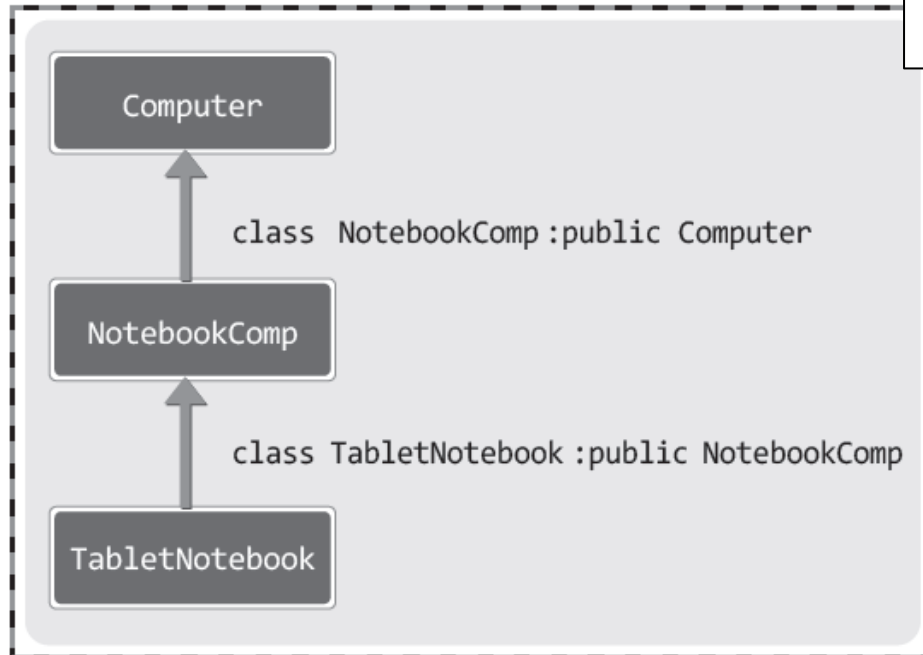 Computer
class NotebookComp :public Computer
NotebookComp
class TabletNotebook :public NotebookComp
TabletNotebook